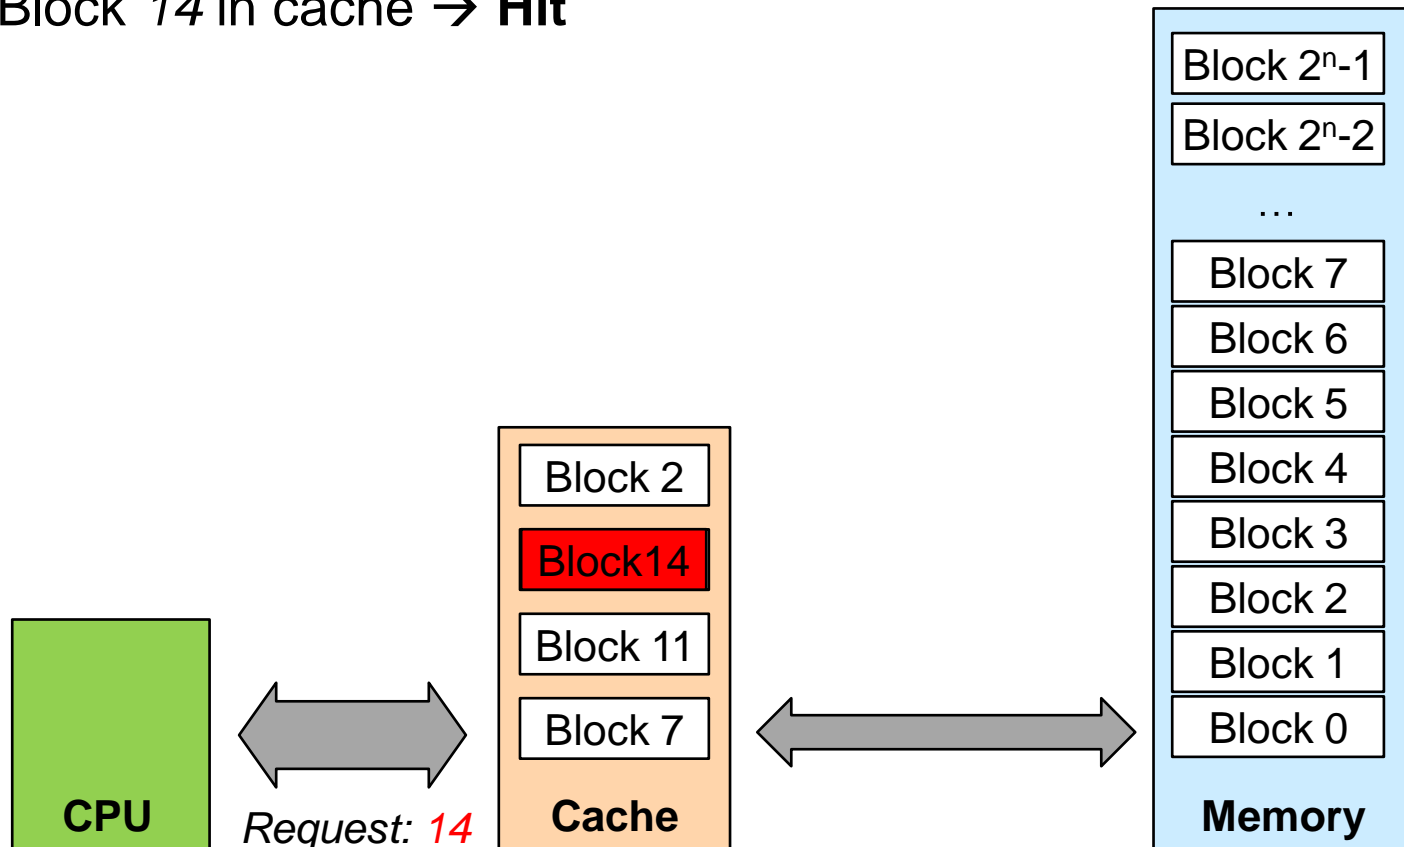 Block 14 in cache → Hit
Block 2ⁿ-1
Block 2ⁿ-2
…
Block 7
Block 6
Block 5
Block 4
Block 3
Block 2
Block 1
Block 0
Memory
Block 2
Block14
Block 11
Block 7
Cache
CPU
Request: 14